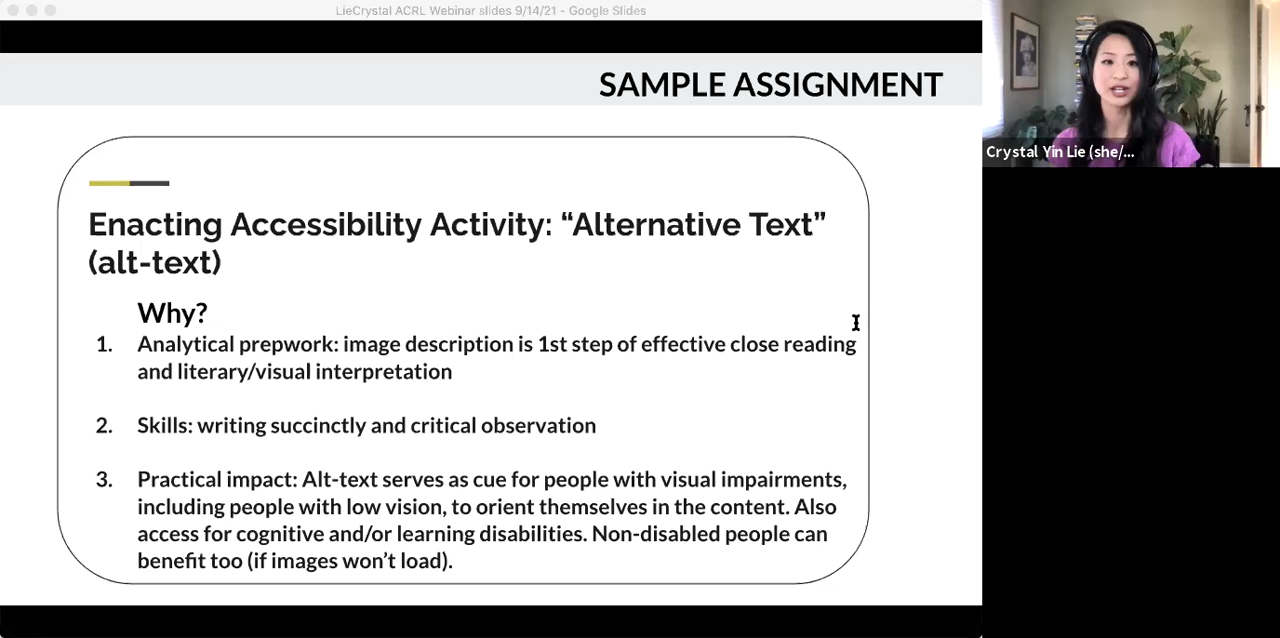 LieCrystal ACRL Webinar slides 9/14/21 - Google Slides
SAMPLE ASSIGNMENT
Crystal Yin Lie (she/...
Enacting Accessibility Activity: “Alternative Text”
(alt-text)
Why?
1. Analytical prepwork: image description is 1st step of effective close reading
and literary/visual interpretation
2. Skills: writing succinctly and critical observation
3. Practical impact: Alt-text serves as cue for people with visual impairments,
including people with low vision, to orient themselves in the content. Also
access for cognitive and/or learning disabilities. Non-disabled people can
benefit too (if images won’t load).